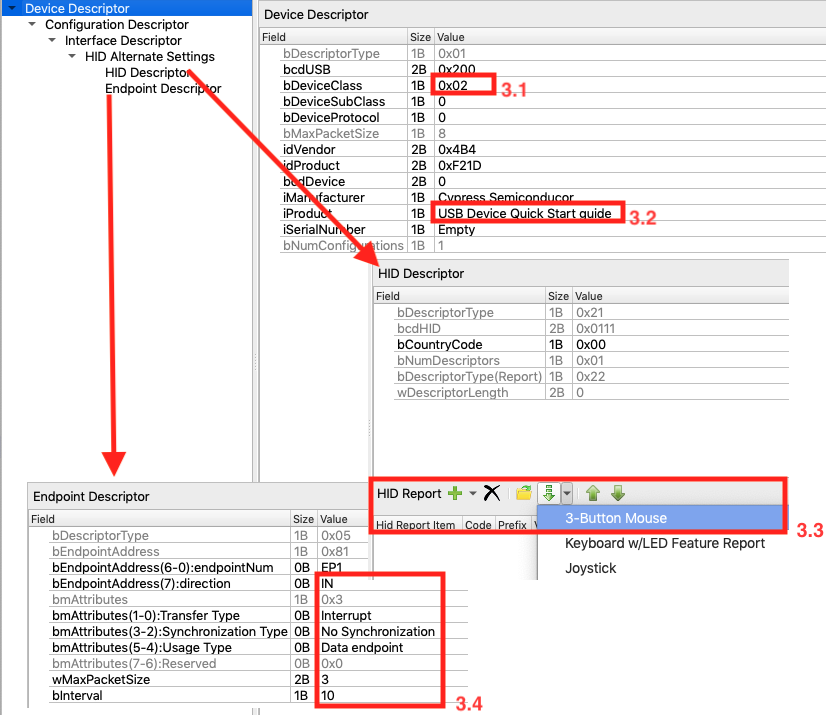 Device Descriptor
Configuration Descriptor
Interface Descriptor
HID Alternate Settings
HID Descriptor
Endpoint Descriptor
Device Descriptor
Field Size Value
bDescriptorType 1B 0x01
bcdUSB 2B 0x200
bDeviceClass 1B 0x02 3.1
bDeviceSubClass 1B 0
bDeviceProtocol 1B 0
bMaxPacketSize 1B 8
idVendor 2B 0x4B4
idProduct 2B 0xF21D
bcdDevice 2B 0
iManufacturer 1B Cypress Semiconducor
iProduct 1B USB Device Quick Start guide 3.2
iSerialNumber 1B Empty
bNumConfigurations 1B 1
HID Descriptor
Field Size Value
bDescriptorType 1B 0x21
bcdHID 2B 0x0111
bCountryCode 1B 0x00
bNumDescriptors 1B 0x01
bDescriptorType(Report) 1B 0x22
wDescriptorLength 2B 0
HID Report
Hid Report Item Code Prefix
3-Button Mouse
Keyboard w/LED Feature Report
Joystick
3.3
Endpoint Descriptor
Field Size Value
bDescriptorType 1B 0x05
bEndpointAddress 1B 0x81
bEndpointAddress(6-0):endpointNum 0B EP1
bEndpointAddress(7):direction 0B IN
bmAttributes 1B 0x3
bmAttributes(1-0):Transfer Type 0B Interrupt
bmAttributes(3-2):Synchronization Type 0B No Synchronization
bmAttributes(5-4):Usage Type 0B Data endpoint
bmAttributes(7-6):Reserved 0B 0x0
wMaxPacketSize 2B 3
bInterval 1B 10
3.4